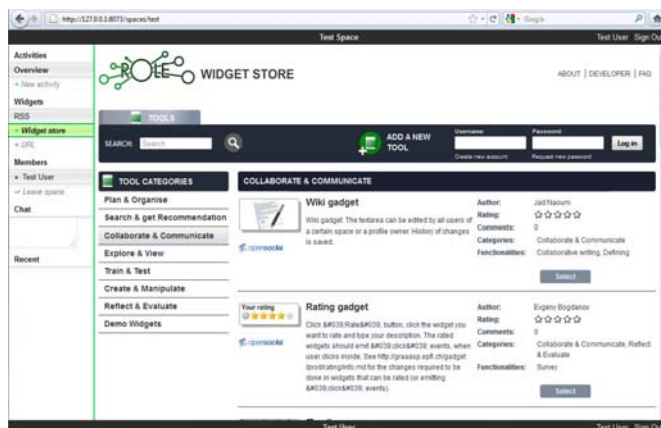 http://127.0.0.1:8073/spaces/test
Google
Test Space
Test User Sign Ou
Activities
Overview
+ New activity
Widgets
RSS
Widget store
+ URL
Members
Test User
Leave space
Chat
Recent
ROLE WIDGET STORE
ABOUT | DEVELOPER | FAQ
TOOLS
SEARCH: Search
ADD A NEW TOOL
Username
Password
Log in
Create new account
Request new password
TOOL CATEGORIES
Plan & Organise
Search & get Recommendation
Collaborate & Communicate
Explore & View
Train & Test
Create & Manipulate
Reflect & Evaluate
Demo Widgets
COLLABORATE & COMMUNICATE
Wiki gadget
Wiki gadget. The textarea can be edited by all users of
a certain space or a profile owner. History of changes
is saved.
opensocial
Author: Jad Naoum
Rating:
Comments: 0
Categories: Collaborate & Communicate
Functionalities: Collaborative writing, Defining
Select
Your rating
opensocial
Rating gadget
Click &#039;Rate&#039; button, click the widget you
want to rate and type your description. The rated
widgets should emit &#039;click&#039; events, when
user clicks inside. See http://graaasp.epfl.ch/gadget
/prod/rating/info.md for the changes required to be
done in widgets that can be rated (or emitting
&#039;click&#039; events).
Author: Evgeny Bogdanov
Rating:
Comments: 0
Categories: Collaborate & Communicate, Reflect
& Evaluate
Functionalities: Survey
Select
Test User
Test User Sign Ou